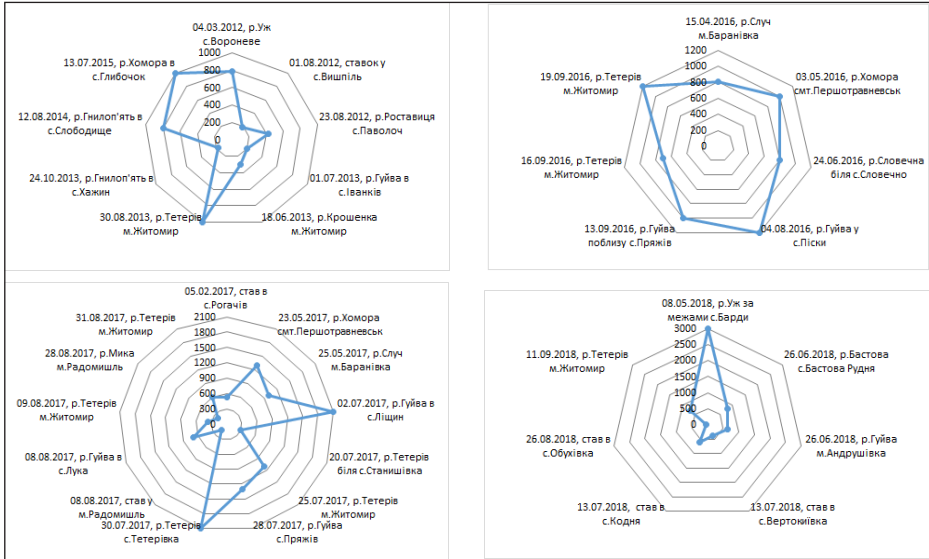 04.03.2012, р.Уж
с.Вороневе
1000
800
600
400
200
0
01.08.2012, ставок у
с.Вишпіль
23.08.2012, р.Роставиця
с.Паволоч
01.07.2013, р.Гуйва в
с.Іванків
18.06.2013, р.Крошенка
м.Житомир
30.08.2013, р.Тетерів
м.Житомир
24.10.2013, р.Гнилоп'ять в
с.Хажин
12.08.2014, р.Гнилоп'ять в
с.Слободище
13.07.2015, р.Хомора в
с.Глибочок
15.04.2016, р.Случ
м.Баранівка
1200
1000
800
600
400
200
0
03.05.2016, р.Хомора
смт.Першотравневськ
24.06.2016, р.Словечна
біля с.Словечно
04.08.2016, р.Гуйва у
с.Піски
13.09.2016, р.Гуйва
поблизу с.Пряжів
16.09.2016, р.Тетерів
м.Житомир
19.09.2016, р.Тетерів
м.Житомир
05.02.2017, став в
с.Рогачів
2100
1800
1500
1200
900
600
300
0
23.05.2017, р.Хомора
смт.Першотравневськ
25.05.2017, р.Случ
м.Баранівка
02.07.2017, р.Гуйва в
с.Ліщин
20.07.2017, р.Тетерів
біля с.Станишівка
25.07.2017, р.Тетерів
м.Житомир
28.07.2017, р.Гуйва
с.Пряжів
30.07.2017, р.Тетерів
с.Тетерівка
08.08.2017, став у
м.Радомишль
08.08.2017, р.Гуйва в
с.Лука
09.08.2017, р.Тетерів
м.Житомир
28.08.2017, р.Мика
м.Радомишль
31.08.2017, р.Тетерів
м.Житомир
08.05.2018, р.Уж за
межами с.Барди
3000
2500
2000
1500
1000
500
0
26.06.2018, р.Бастова
с.Бастова Рудня
26.06.2018, р.Гуйва
м.Андрушівка
13.07.2018, став в
с.Вертокиївка
13.07.2018, став в
с.Кодня
26.08.2018, став в
с.Обухівка
11.09.2018, р.Тетерів
м.Житомир